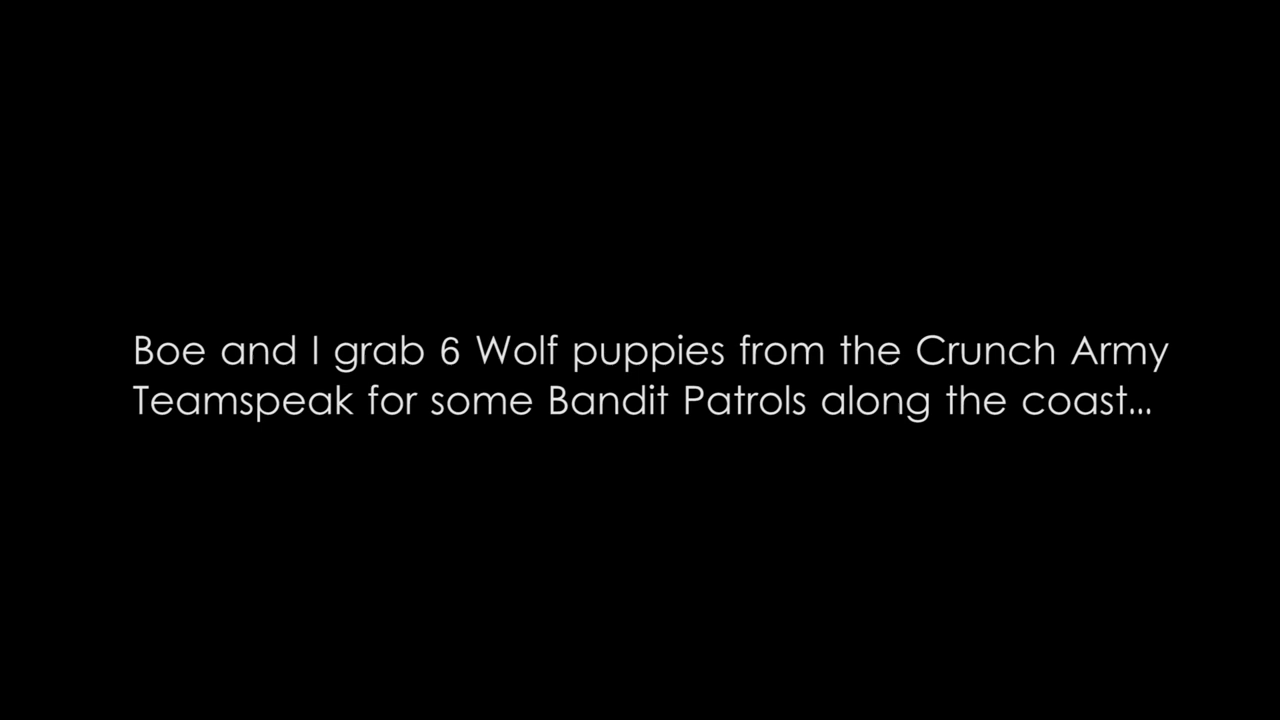 Boe and I grab 6 Wolf puppies from the Crunch Army
Teamspeak for some Bandit Patrols along the coast...